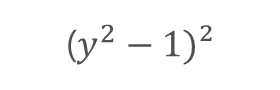 (y² − 1)²